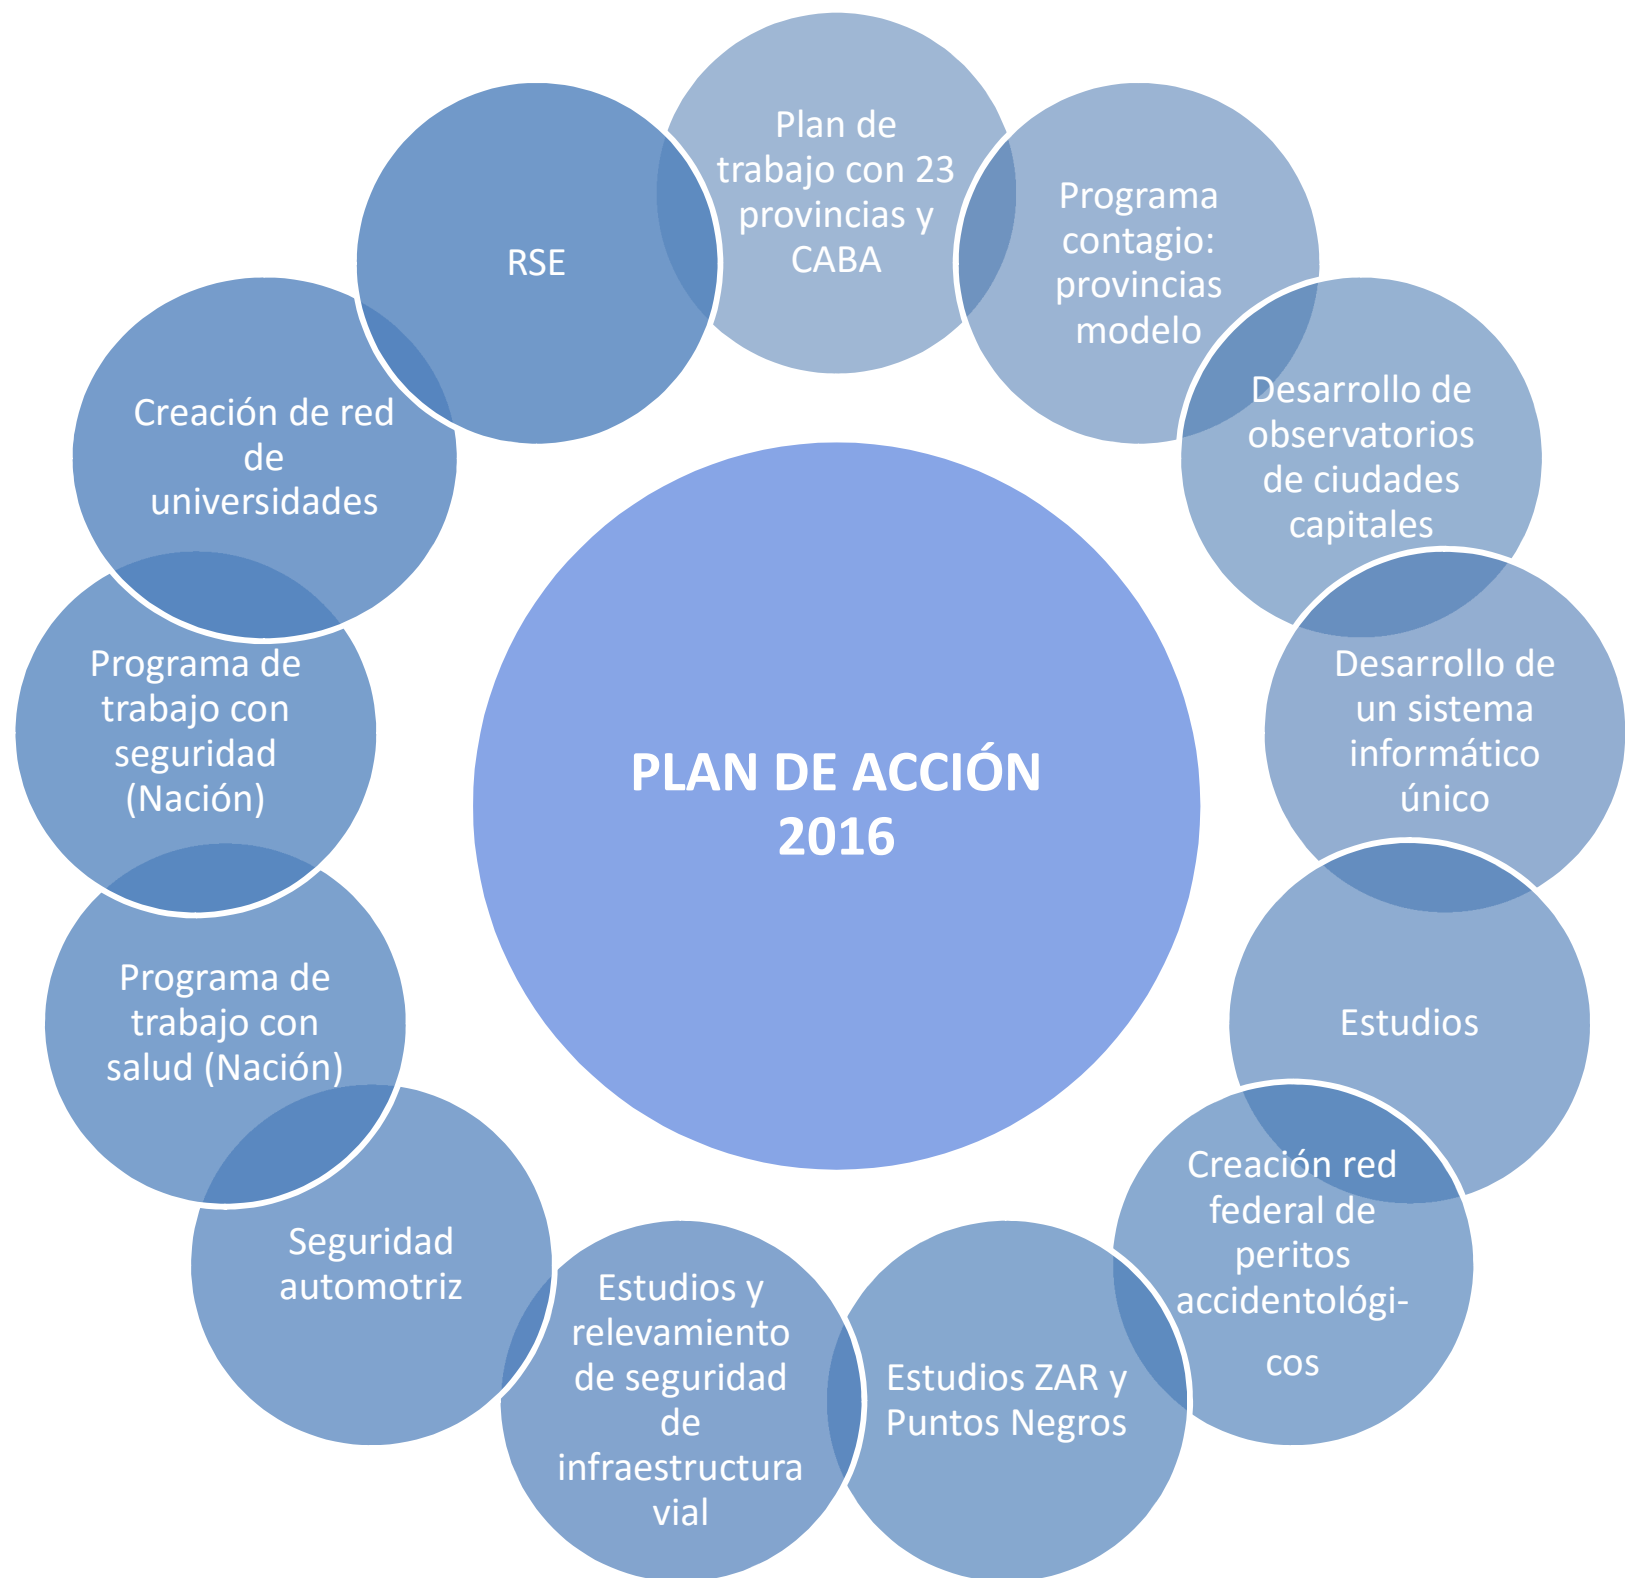 Plan de
trabajo con 23
provincias y
CABA
Programa
contagio:
provincias
modelo
Desarrollo de
observatorios
de ciudades
capitales
Desarrollo de
un sistema
informático
único
Estudios
Creación red
federal de
peritos
accidentológi-
cos
Estudios ZAR y
Puntos Negros
Estudios y
relevamiento
de seguridad
de
infraestructura
vial
Seguridad
automotriz
Programa de
trabajo con
salud (Nación)
Programa de
trabajo con
seguridad
(Nación)
Creación de red
de
universidades
RSE
PLAN DE ACCIÓN
2016